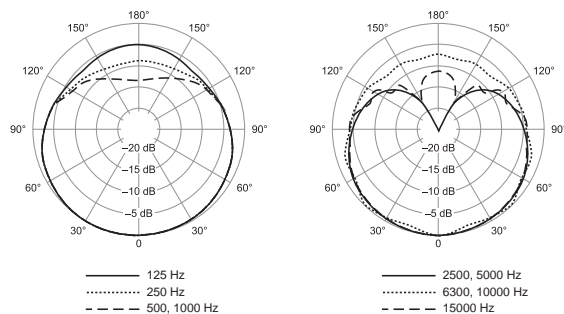 180°
150° 150°
120° 120°
90° 90°
–20 dB
–15 dB
–10 dB
–5 dB
60° 60°
30° 30°
0
125 Hz
250 Hz
500, 1000 Hz
180°
150° 150°
120° 120°
90° 90°
–20 dB
–15 dB
–10 dB
–5 dB
60° 60°
30° 30°
0
2500, 5000 Hz
6300, 10000 Hz
15000 Hz